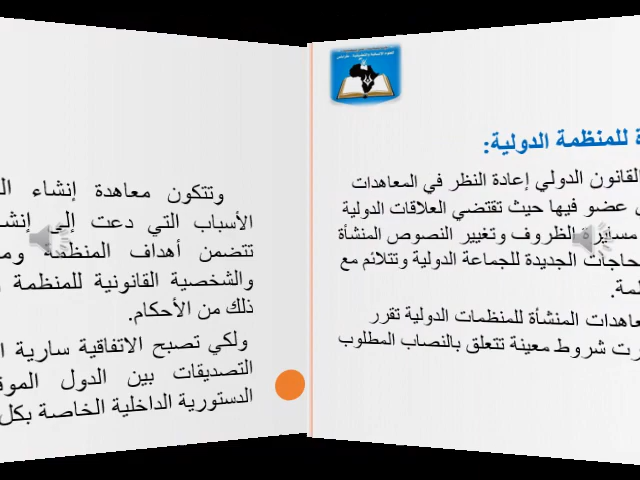 ة للمنظمة الدولية:
القانون الدولي إعادة النظر في المعاهدات
عضو فيها حيث تقتضي العلاقات الدولية
مسايرة الظروف وتغيير النصوص المنشأة
حاجات الجديدة للجماعة الدولية وتتلائم مع
ظمة.
معاهدات المنشأة للمنظمات الدولية تقرر
رت شروط معينة تتعلق بالنصاب المطلوب
وتتكون معاهدة إنشاء
الأسباب التي دعت إلى إنش
تتضمن أهداف المنظمة وم
والشخصية القانونية للمنظمة
ذلك من الأحكام.
ولكي تصبح الاتفاقية سارية
التصديقات بين الدول الموق
الدستورية الداخلية الخاصة بكل